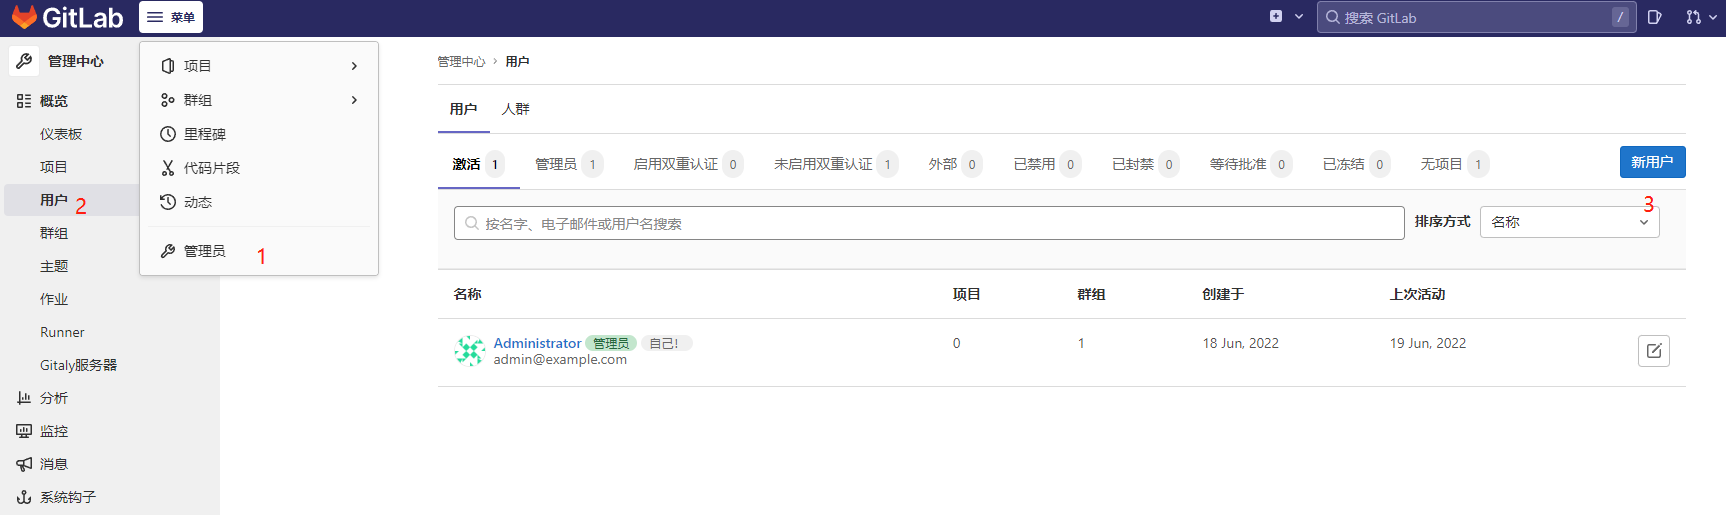 GitLab
菜单
搜索 GitLab
/
管理中心
概览
仪表板
项目
用户
2
群组
主题
作业
Runner
Gitaly服务器
分析
监控
消息
系统钩子
项目
群组
里程碑
代码片段
动态
管理员
1
管理中心 › 用户
用户 人群
激活 1 管理员 1 启用双重认证 0 未启用双重认证 1 外部 0 已禁用 0 已封禁 0 等待批准 0 已冻结 0 无项目 1
新用户
3
按名字、电子邮件或用户名搜索
排序方式 名称
名称 项目 群组 创建于 上次活动
Administrator 管理员 自己! 0 1 18 Jun, 2022 19 Jun, 2022
admin@example.com